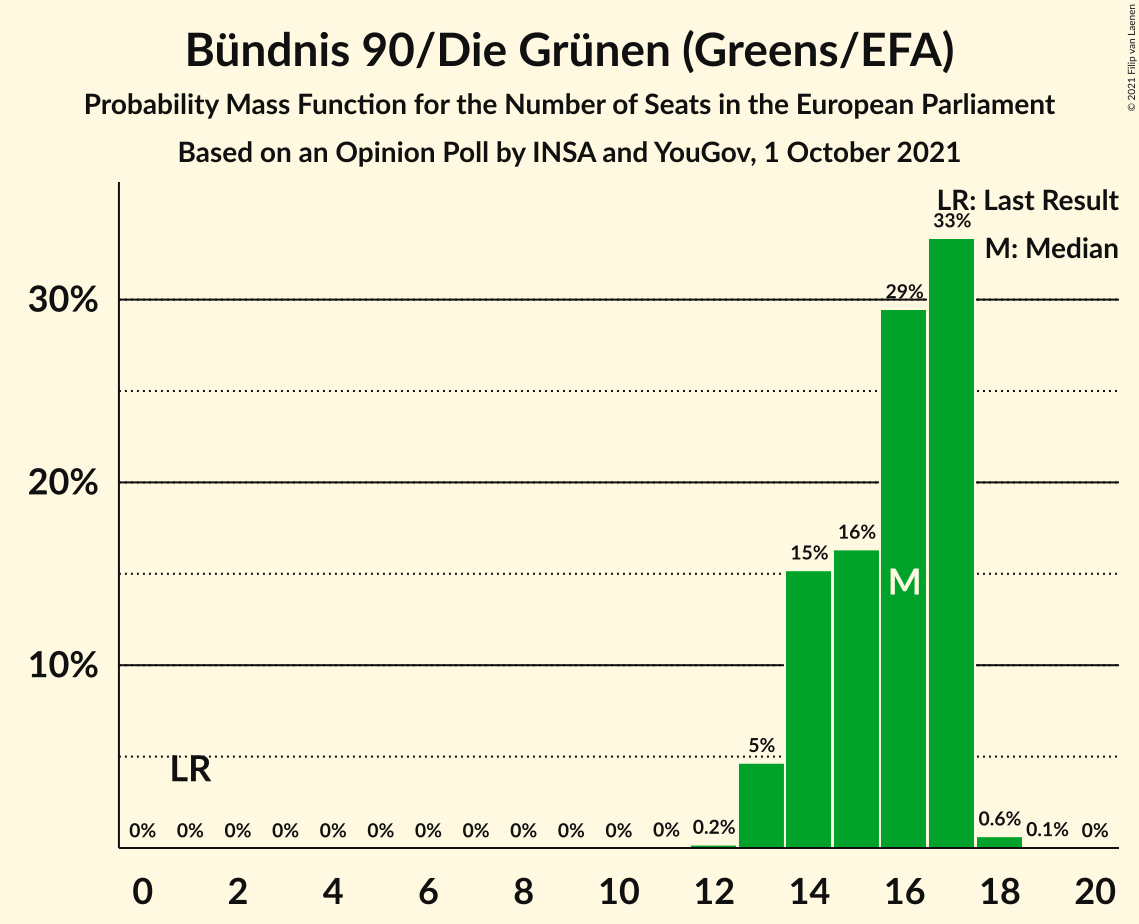 Bündnis 90/Die Grünen (Greens/EFA)
Probability Mass Function for the Number of Seats in the European Parliament
Based on an Opinion Poll by INSA and YouGov, 1 October 2021
© 2021 Filip van Laenen
LR: Last Result
M: Median
33%
30%
29%
20%
16%
15%
M
10%
5%
LR
0% 0% 0% 0% 0% 0% 0% 0% 0% 0% 0% 0% 0.2% 0.6% 0.1% 0%
0 2 4 6 8 10 12 14 16 18 20